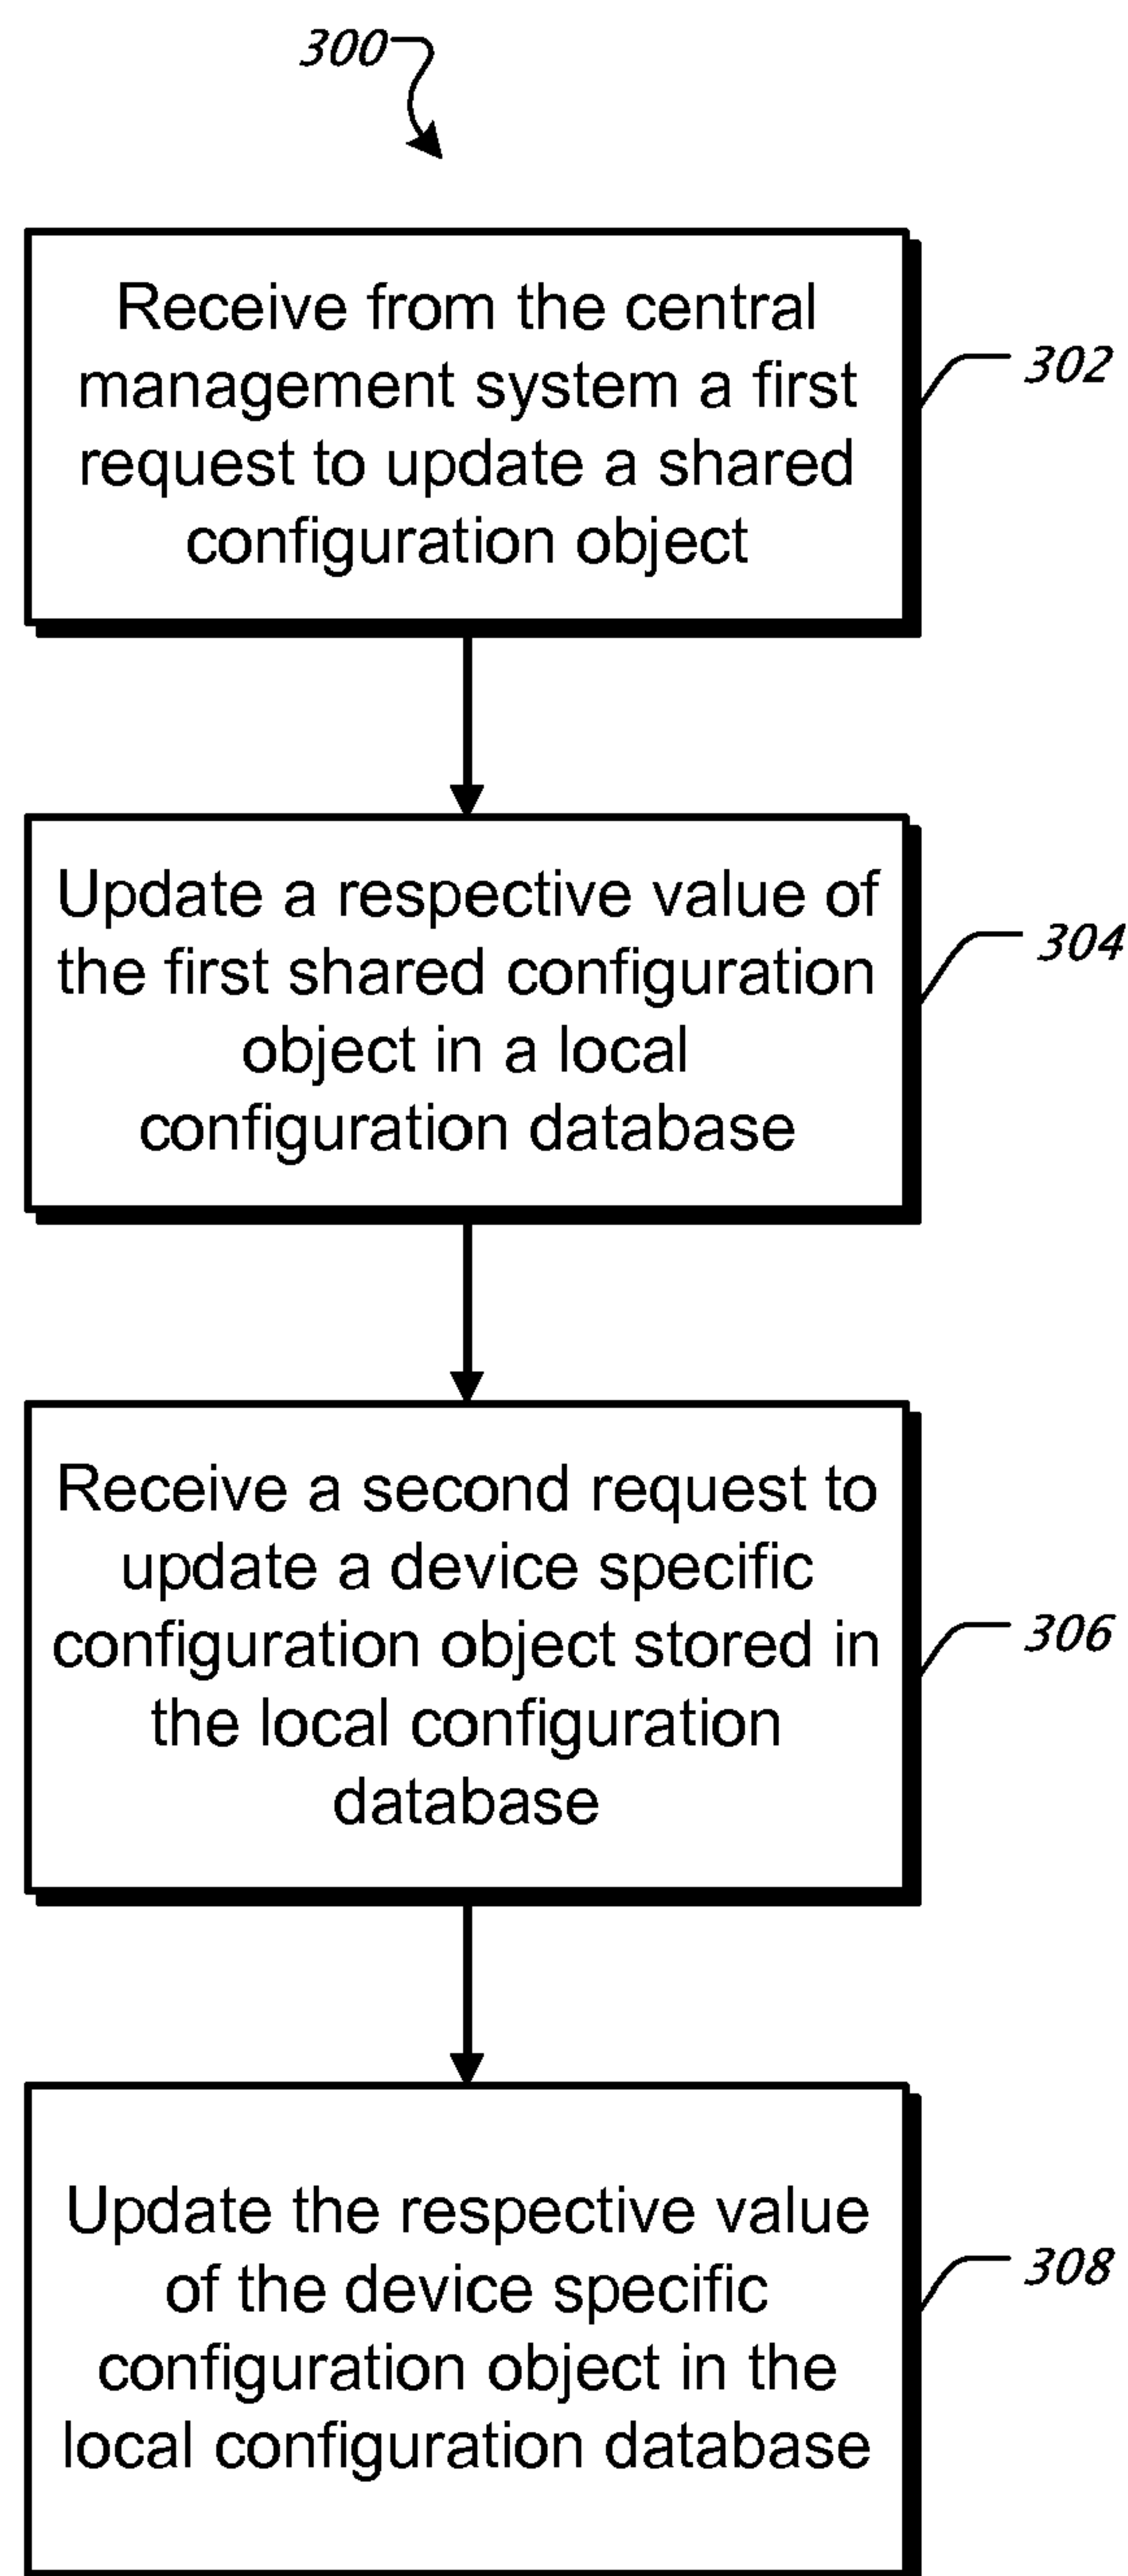 300
Receive from the central
management system a first
request to update a shared
configuration object
302
Update a respective value of
the first shared configuration
object in a local
configuration database
304
Receive a second request to
update a device specific
configuration object stored in
the local configuration
database
306
Update the respective value
of the device specific
configuration object in the
local configuration database
308